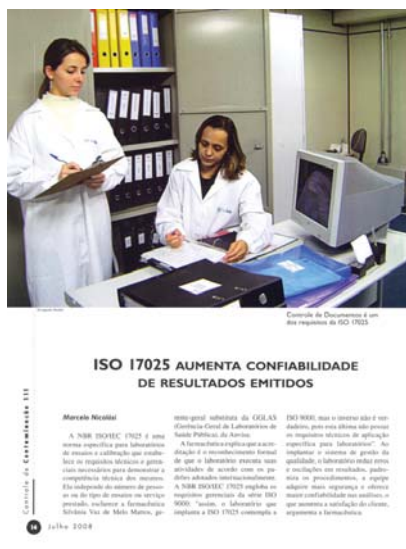 Controle de Documentos é um
dos requisitos da ISO 17025
ISO 17025 AUMENTA CONFIABILIDADE
DE RESULTADOS EMITIDOS
Marcelo Nicolósi
A NBR ISO/IEC 17025 é uma
norma específica para laboratórios
de ensaios e calibração que estabe-
lece os requisitos técnicos e geren-
ciais necessários para demonstrar a
competência técnica dos mesmos.
Ela independe do número de pesso-
as ou do tipo de ensaio ou serviço
prestado, esclarece a farmacêutica
Silvânia Vaz de Melo Mattos, ge-
rente-geral substituta da GGLAS
(Gerência-Geral de Laboratórios de
Saúde Pública), da Anvisa.
A farmacêutica explica que a acre-
ditação é o reconhecimento formal
de que o laboratório executa suas
atividades de acordo com os pa-
drões adotados internacionalmente.
A NBR ISO/IEC 17025 engloba os
requisitos gerenciais da série ISO
9000: "assim, o laboratório que
implanta a ISO 17025 contempla a
ISO 9000, mas o inverso não é ver-
dadeiro, pois esta última não possui
os requisitos técnicos de aplicação
específica para laboratórios". Ao
implantar o sistema de gestão da
qualidade, o laboratório reduz erros
e oscilações em resultados, padro-
niza os procedimentos, a equipe
adquire mais segurança e oferece
maior confiabilidade nas análises, o
que aumenta a satisfação do cliente,
argumenta a farmacêutica.
Controle de Contaminação 111
14 Julho 2008